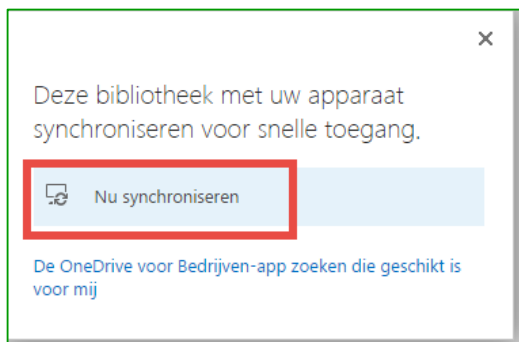 Deze bibliotheek met uw apparaat
synchroniseren voor snelle toegang.
Nu synchroniseren
De OneDrive voor Bedrijven-app zoeken die geschikt is
voor mij